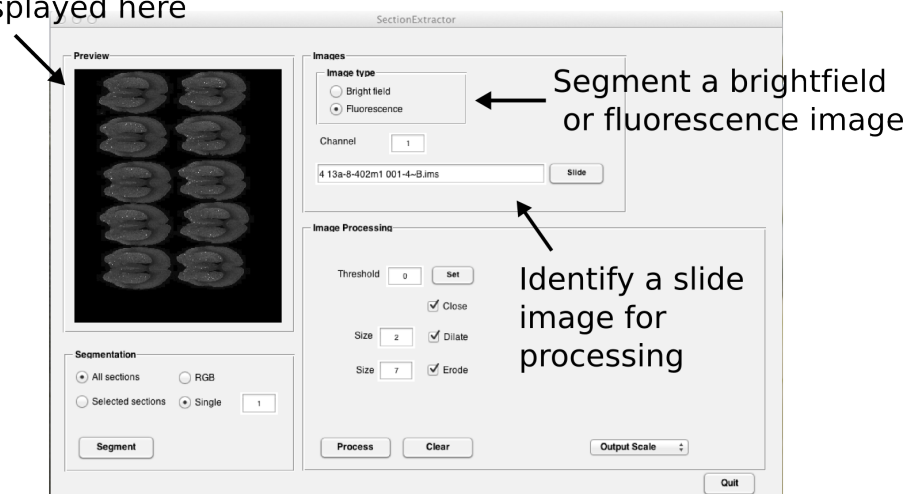 splayed here
SectionExtractor
Preview
Images
Image type
Bright field
Fluorescence
Segment a brightfield
or fluorescence image
Channel 1
4 13a-8-402m1 001-4~B.ims Slide
Image Processing
Threshold 0 Set
Close
Size 2 Dilate
Size 7 Erode
Identify a slide
image for
processing
Segmentation
All sections RGB
Selected sections Single 1
Segment
Process Clear Output Scale
Quit